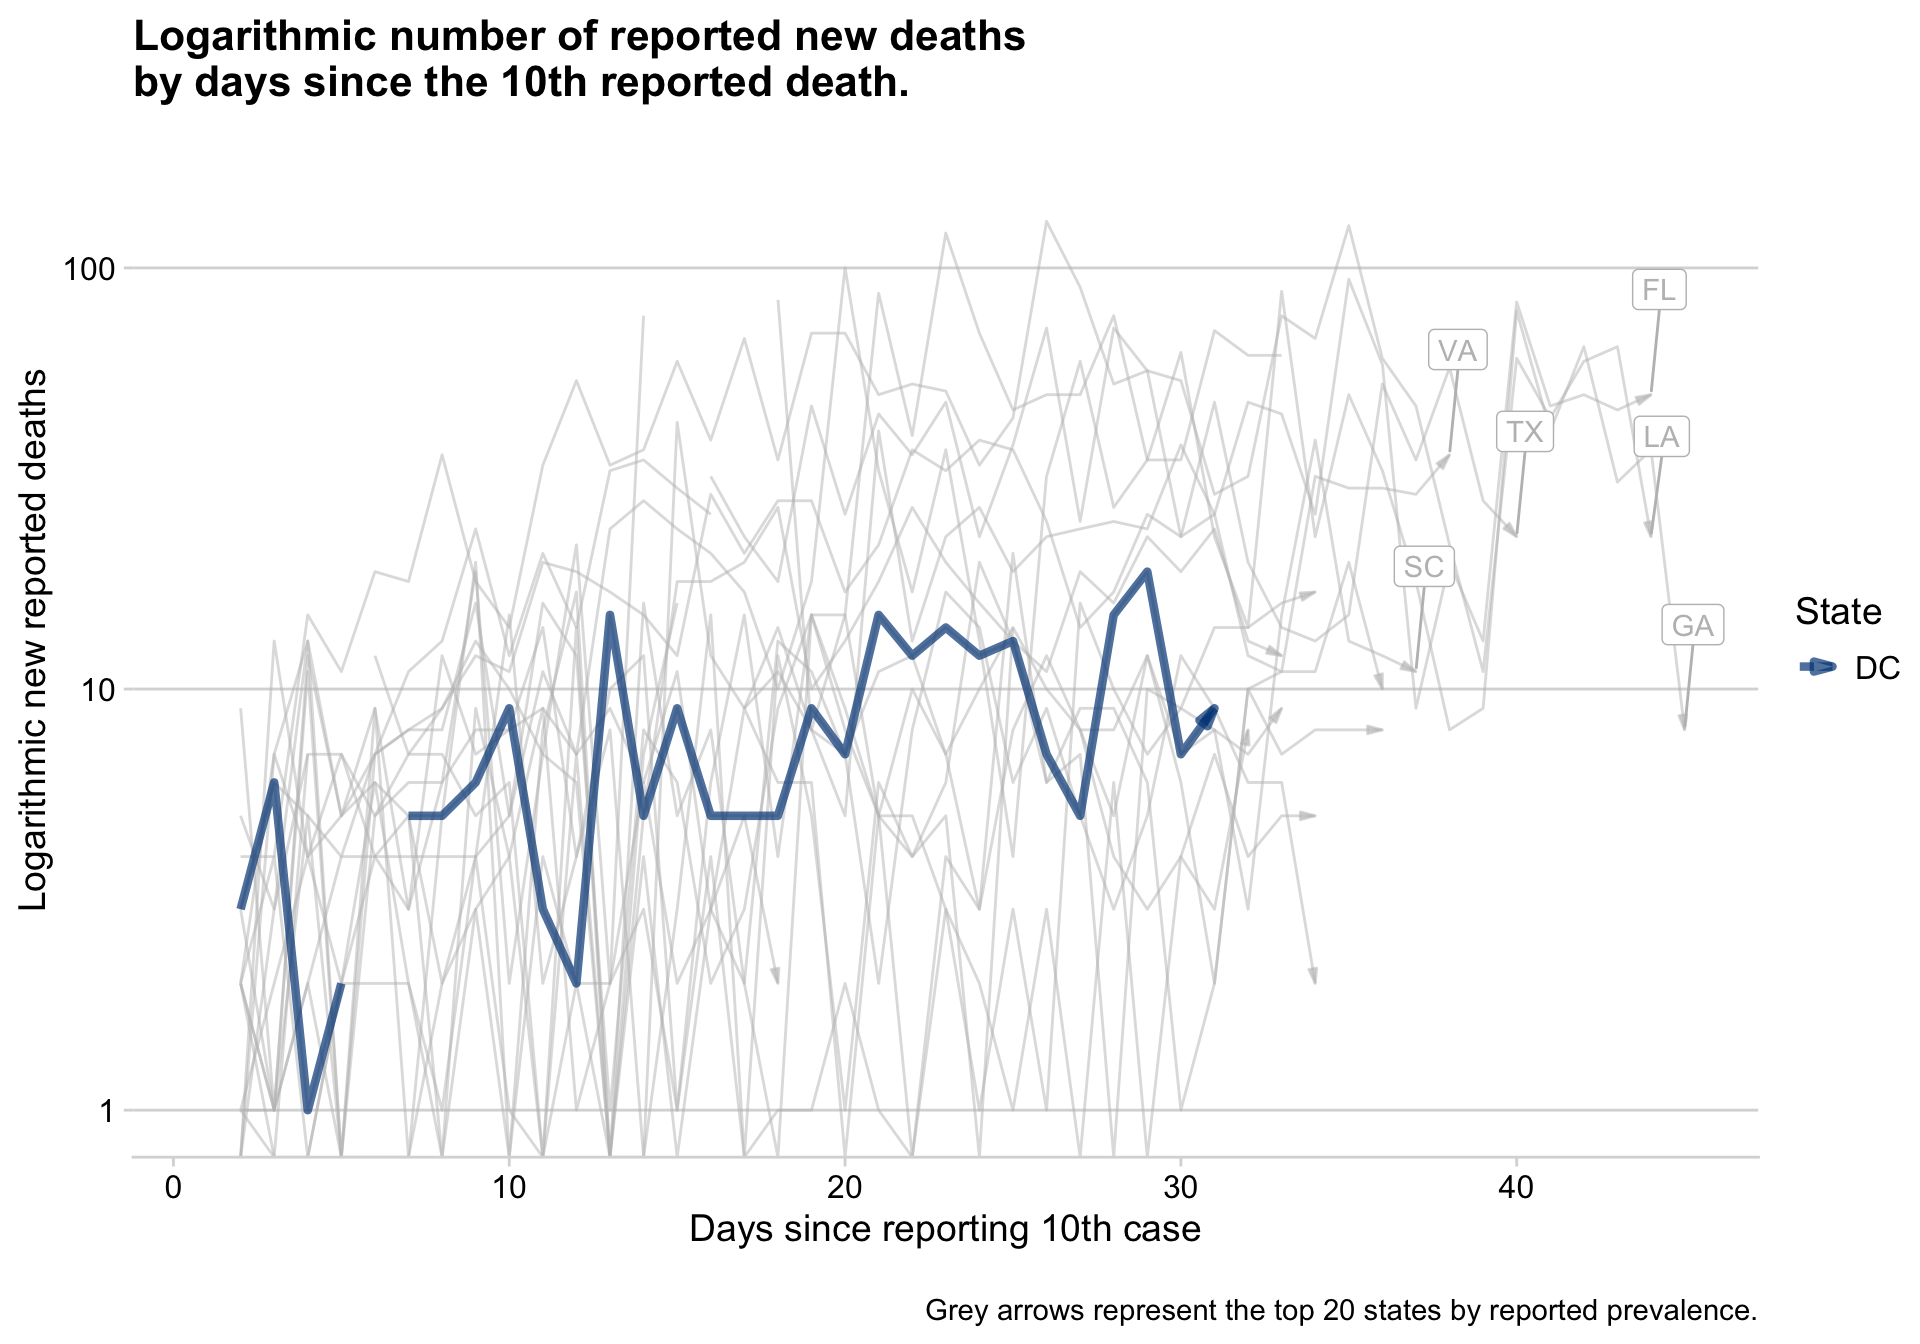 Logarithmic number of reported new deaths
by days since the 10th reported death.
Logarithmic new reported deaths
100
10
1
FL
VA
TX
LA
SC
GA
State
DC
0 10 20 30 40
Days since reporting 10th case
Grey arrows represent the top 20 states by reported prevalence.